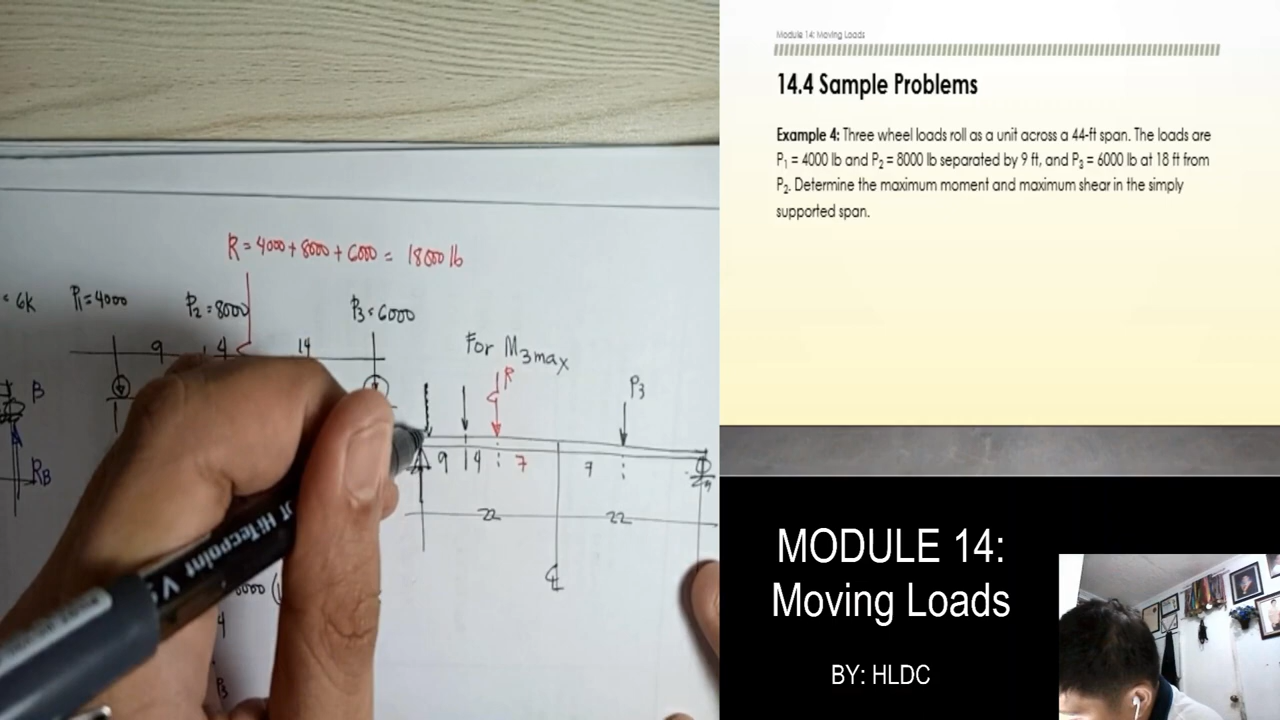 R = 4000 + 8000 + 6000 = 18000 lb
= 6K
P1 = 4000
P2 = 8000
P3 = 6000
9
4
14
For M3max
B
R
P3
9
4
7
7
RB
22
22
Module 14: Moving Loads
14.4 Sample Problems
Example 4: Three wheel loads roll as a unit across a 44-ft span. The loads are
P₁ = 4000 lb and P₂ = 8000 lb separated by 9 ft, and P₃ = 6000 lb at 18 ft from
P₂. Determine the maximum moment and maximum shear in the simply
supported span.
MODULE 14:
Moving Loads
BY: HLDC